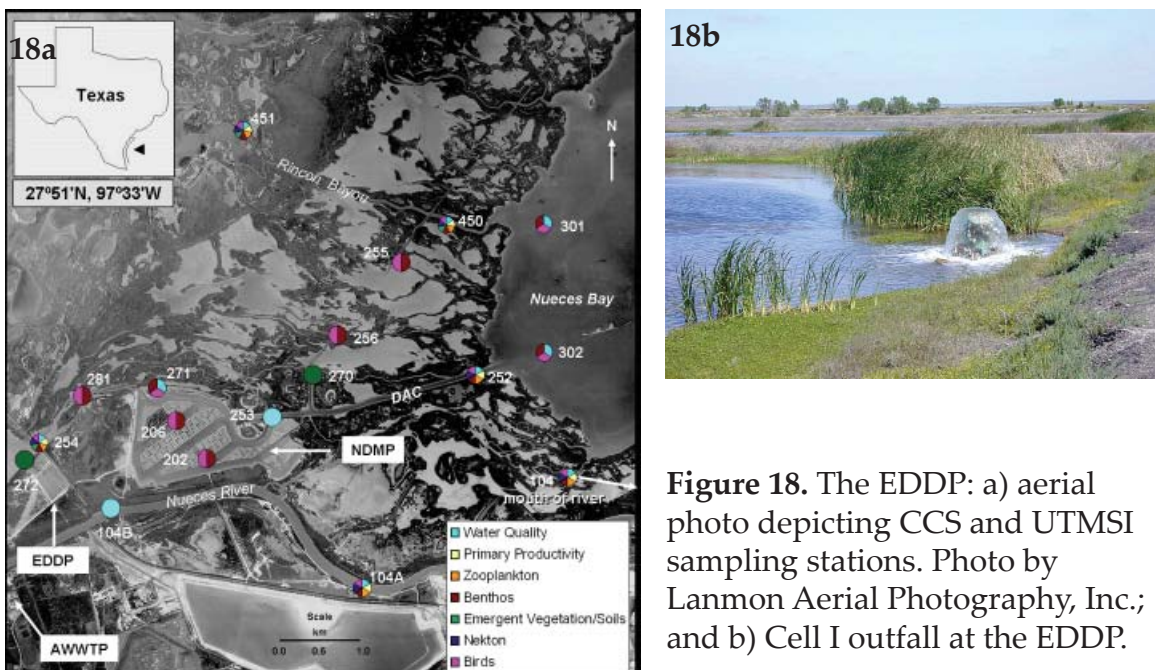 18a
Texas
27º51'N, 97º33'W
451
N
Rincon Bayou
450
301
255
Nueces Bay
256
302
271
270
281
252
DAC
253
206
254
NDMP
202
272
Nueces River
104
mouth of river
104B
EDDP
104A
Scale
km
0.0
1.0
AWWTP
Water Quality
Primary Productivity
Zooplankton
Benthos
Emergent Vegetation/Soils
Nekton
Birds
18b
Figure 18. The EDDP: a) aerial
photo depicting CCS and UTMSI
sampling stations. Photo by
Lanmon Aerial Photography, Inc.;
and b) Cell I outfall at the EDDP.